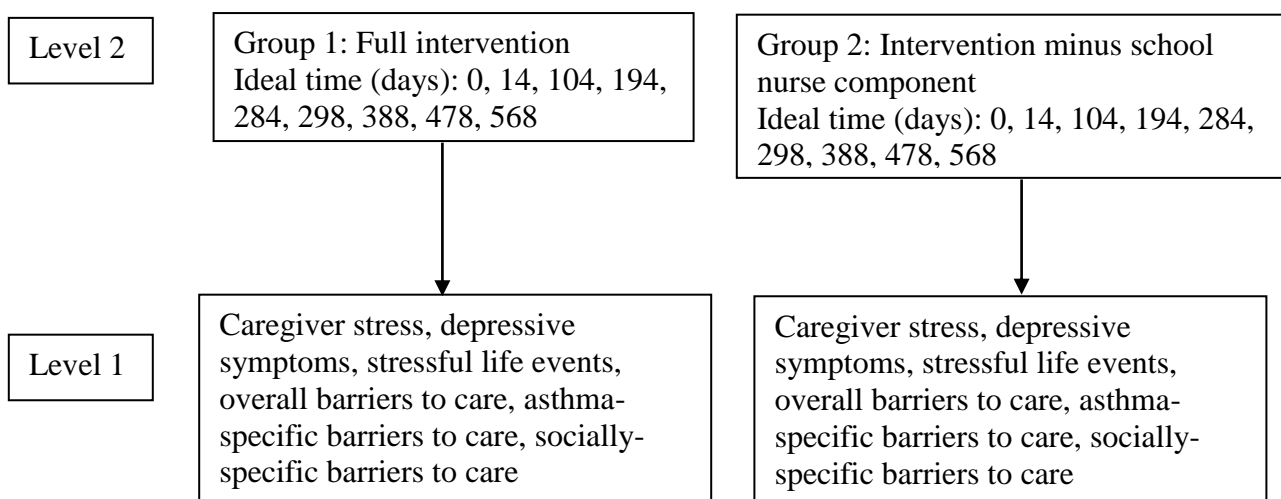 Level 2
Group 1: Full intervention
Ideal time (days): 0, 14, 104, 194,
284, 298, 388, 478, 568
Group 2: Intervention minus school
nurse component
Ideal time (days): 0, 14, 104, 194, 284,
298, 388, 478, 568
Level 1
Caregiver stress, depressive
symptoms, stressful life events,
overall barriers to care, asthma-
specific barriers to care, socially-
specific barriers to care
Caregiver stress, depressive
symptoms, stressful life events,
overall barriers to care, asthma-
specific barriers to care, socially-
specific barriers to care